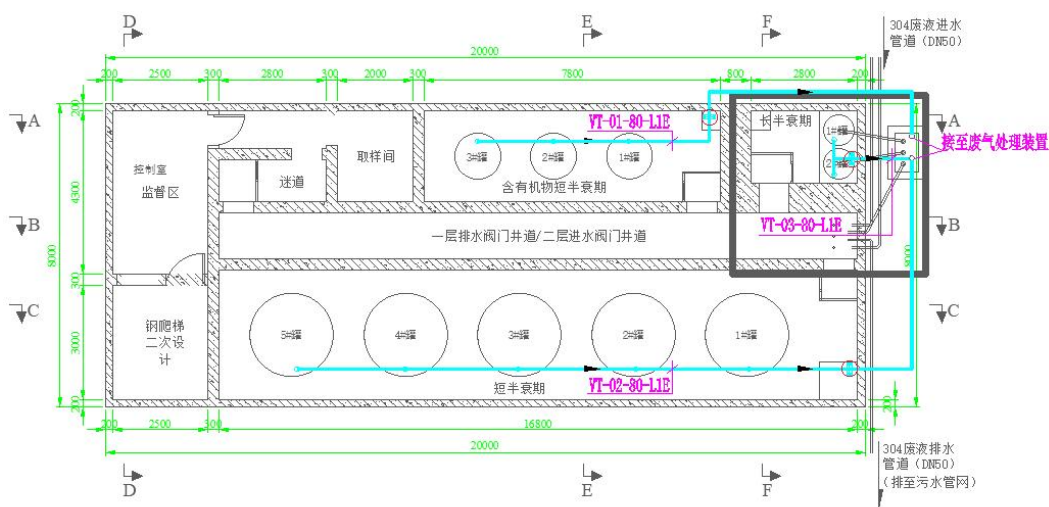 D
E
F
304废液进水
管道（DN50）
20000
200
2500
300
2800
300
2000
300
7800
800
2800
200
A
A
200
VT-01-80-L1E
长半衰期
1#罐
接至废气处理装置
控制室
监督区
取样间
迷道
3#罐
2#罐
1#罐
含有机物短半衰期
4300
B
B
VT-03-80-L1E
一层排水阀门井道/二层进水阀门井道
8000
8000
300
C
C
钢爬梯
二次设
计
3000
5#罐
4#罐
3#罐
2#罐
1#罐
VT-02-80-L1E
短半衰期
200
200
200
2500
300
16800
200
20000
304废液排水
管道（DN50）
（排至污水管网）
D
E
F